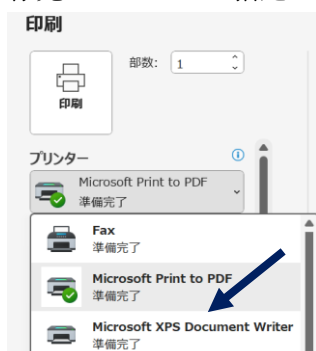 印刷
部数: 1
印刷
プリンター
Microsoft Print to PDF
準備完了
Fax
準備完了
Microsoft Print to PDF
準備完了
Microsoft XPS Document Writer
準備完了